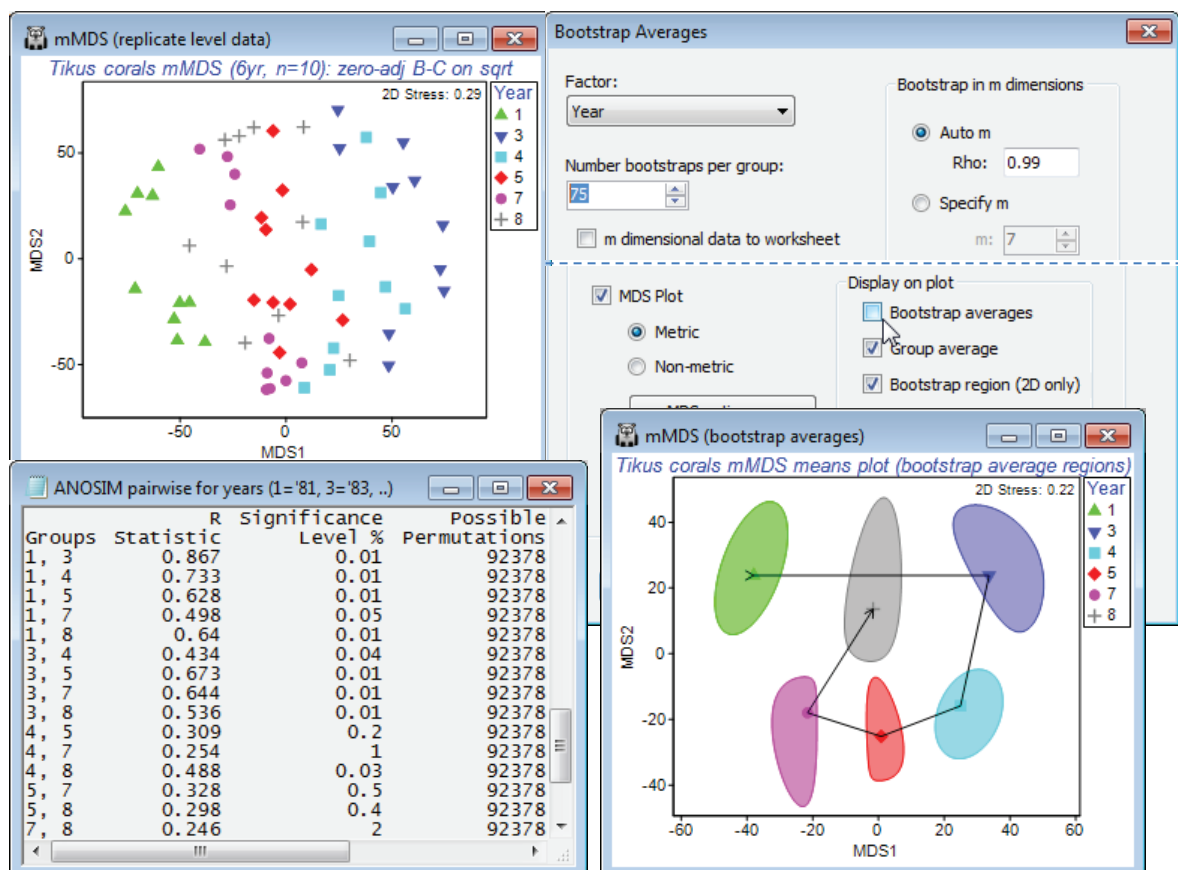 mMDS (replicate level data)
Tikus corals mMDS (6yr, n=10): zero-adj B-C on sqrt
2D Stress: 0.29
Year
1
3
4
5
7
8
50
0
-50
MDS2
-50
0
50
MDS1
Bootstrap Averages
Factor:
Year
Number bootstraps per group:
75
m dimensional data to worksheet
Bootstrap in m dimensions
Auto m
Rho: 0.99
Specify m
m: 7
MDS Plot
Metric
Non-metric
Display on plot
Bootstrap averages
Group average
Bootstrap region (2D only)
ANOSIM pairwise for years (1='81, 3='83, ..)
R Significance Possible
Groups Statistic Level % Permutations
1, 3 0.867 0.01 92378
1, 4 0.733 0.01 92378
1, 5 0.628 0.01 92378
1, 7 0.498 0.05 92378
1, 8 0.64 0.01 92378
3, 4 0.434 0.04 92378
3, 5 0.673 0.01 92378
3, 7 0.644 0.01 92378
3, 8 0.536 0.01 92378
4, 5 0.309 0.2 92378
4, 7 0.254 1 92378
4, 8 0.488 0.03 92378
5, 7 0.328 0.5 92378
5, 8 0.298 0.4 92378
7, 8 0.246 2 92378
mMDS (bootstrap averages)
Tikus corals mMDS means plot (bootstrap average regions)
2D Stress: 0.22
Year
1
3
4
5
7
8
40
20
0
-20
-40
MDS2
-60
-40
-20
0
20
40
60
MDS1